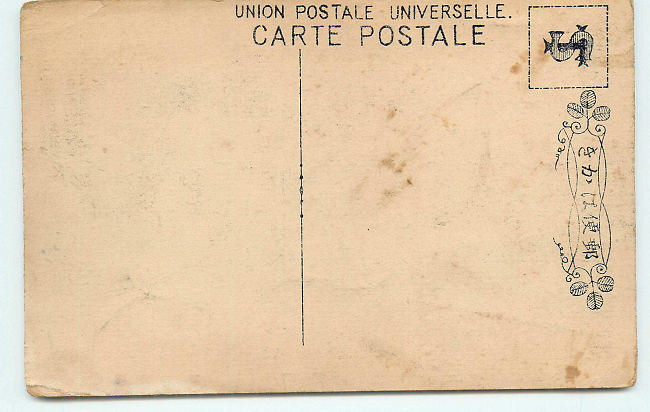 UNION POSTALE UNIVERSELLE.
CARTE POSTALE
郵便はかき